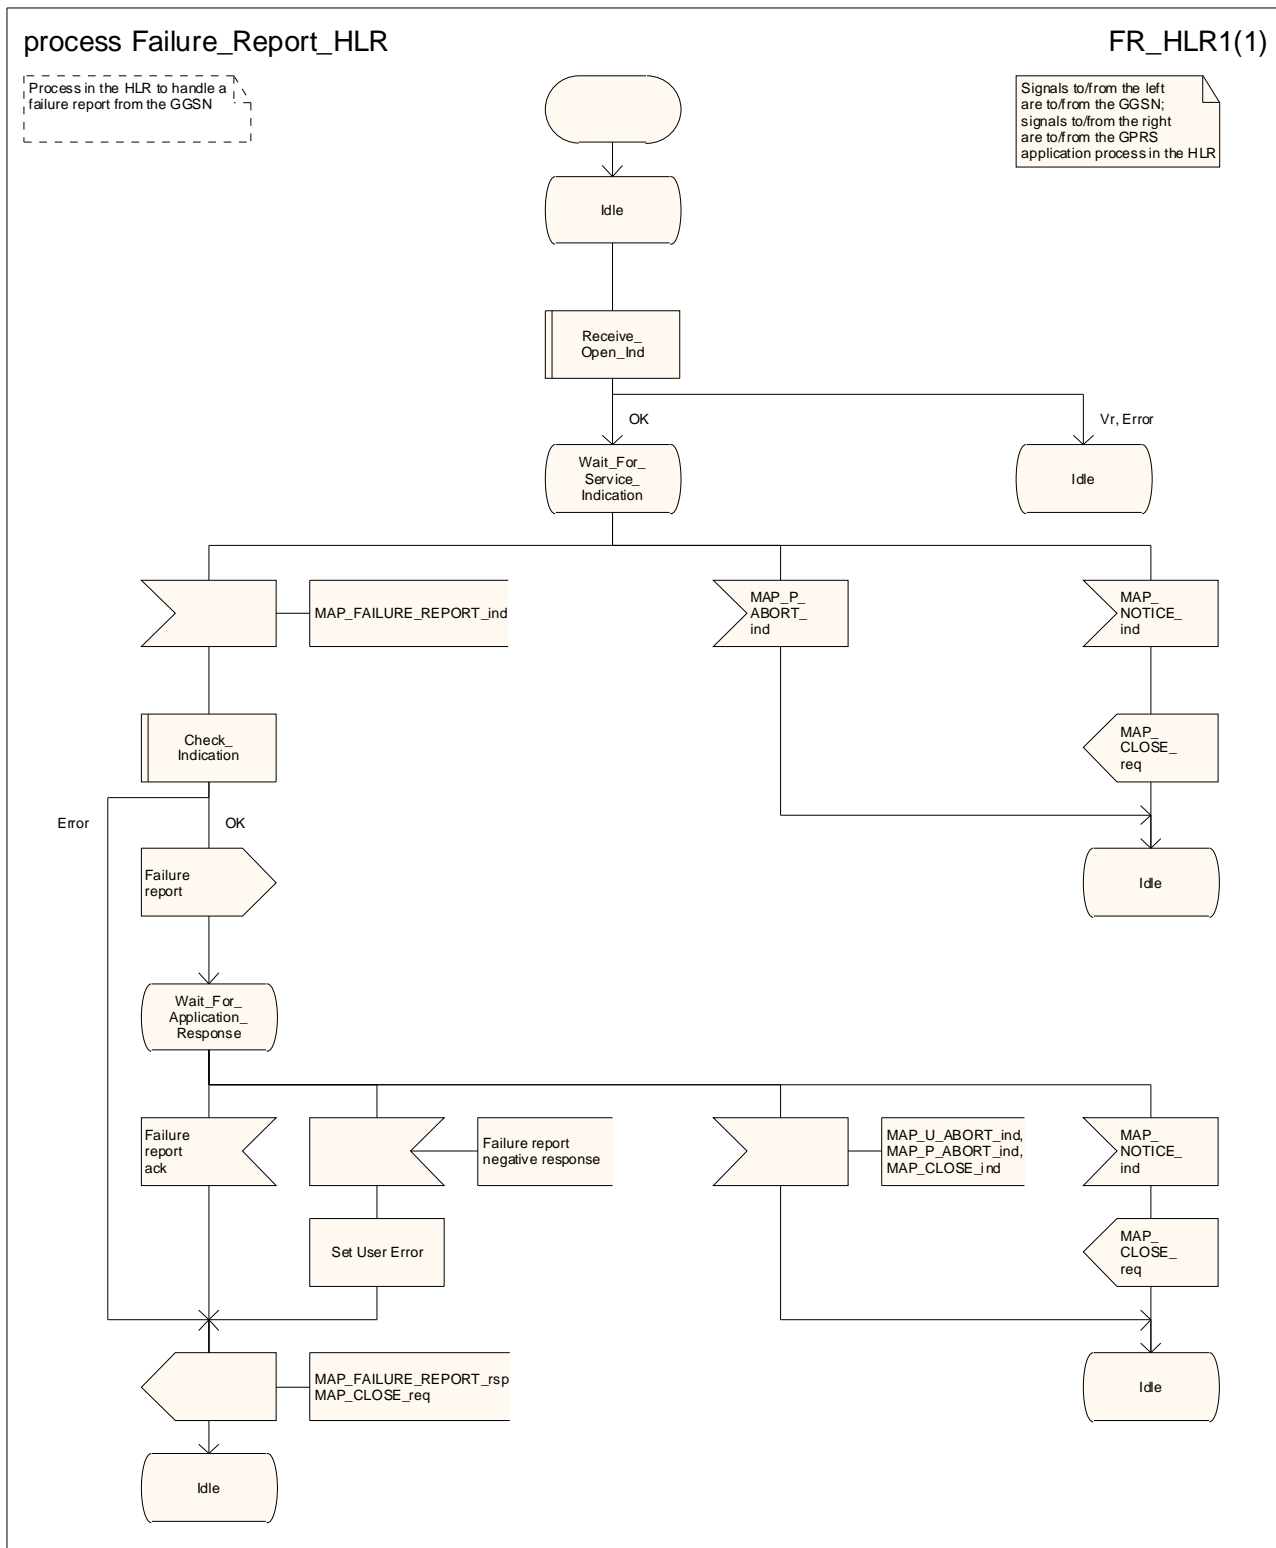 process Failure_Report_HLR
FR_HLR1(1)
Process in the HLR to handle a
failure report from the GGSN
Signals to/from the left
are to/from the GGSN;
signals to/from the right
are to/from the GPRS
application process in the HLR
Idle
Receive_
Open_Ind
OK
Vr, Error
Wait_For_
Service_
Indication
Idle
MAP_FAILURE_REPORT_ind
MAP_P_
ABORT_
ind
MAP_
NOTICE_
ind
Check_
Indication
MAP_
CLOSE_
req
Error
OK
Failure
report
Idle
Wait_For_
Application_
Response
Failure
report
ack
Failure report
negative response
MAP_U_ABORT_ind,
MAP_P_ABORT_ind,
MAP_CLOSE_ind
MAP_
NOTICE_
ind
Set User Error
MAP_
CLOSE_
req
MAP_FAILURE_REPORT_rsp
MAP_CLOSE_req
Idle
Idle